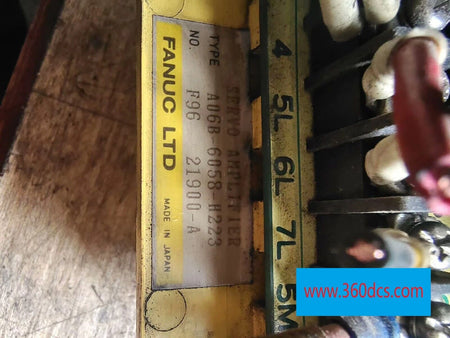 SERVO AMPLIFIER
TYPE A06B-6058-H223
NO. F96 21900-A
FANUC LTD
MADE IN JAPAN
4
5L
6L
7L
5M
www.360dcs.com